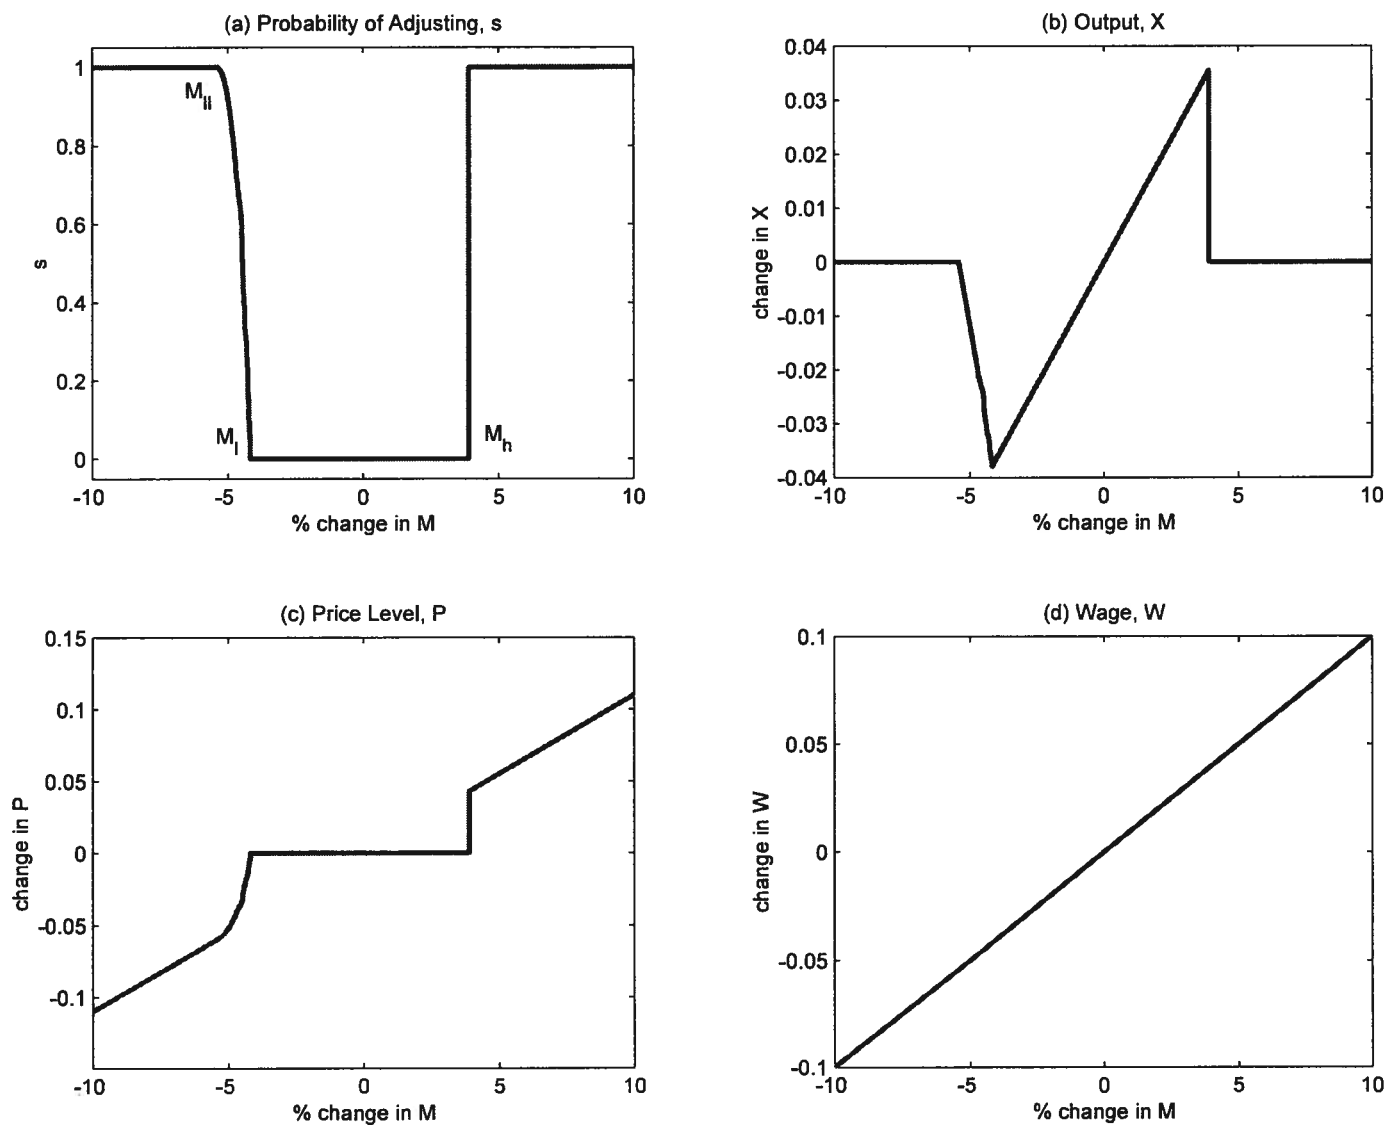 (a) Probability of Adjusting, s
1
0.8
0.6
0.4
0.2
0
s
M_ll
M_l
M_h
-10 -5 0 5 10
% change in M
(b) Output, X
0.04
0.03
0.02
0.01
0
-0.01
-0.02
-0.03
-0.04
change in X
-10 -5 0 5 10
% change in M
(c) Price Level, P
0.15
0.1
0.05
0
-0.05
-0.1
change in P
-10 -5 0 5 10
% change in M
(d) Wage, W
0.1
0.05
0
-0.05
-0.1
change in W
-10 -5 0 5 10
% change in M